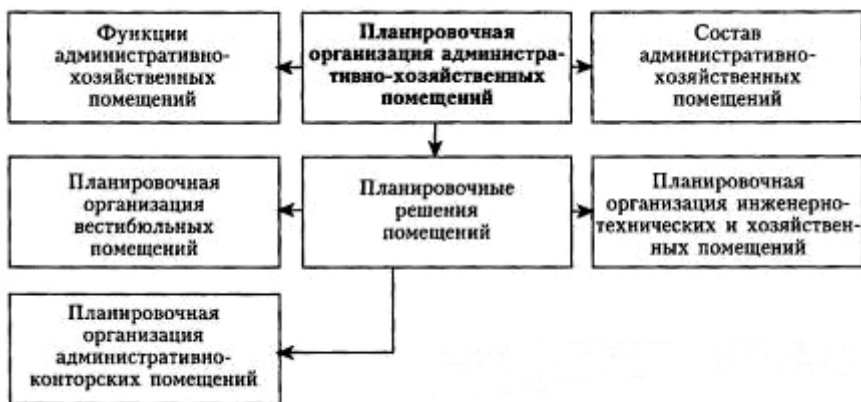 Функции
административно-
хозяйственных
помещений
Планировочная
организация администра-
тивно-хозяйственных
помещений
Состав
административно-
хозяйственных
помещений
Планировочная
организация
вестибюльных
помещений
Планировочные
решения
помещений
Планировочная
организация инженерно-
технических и хозяйствен-
ных помещений
Планировочная
организация
административно-
конторских помещений